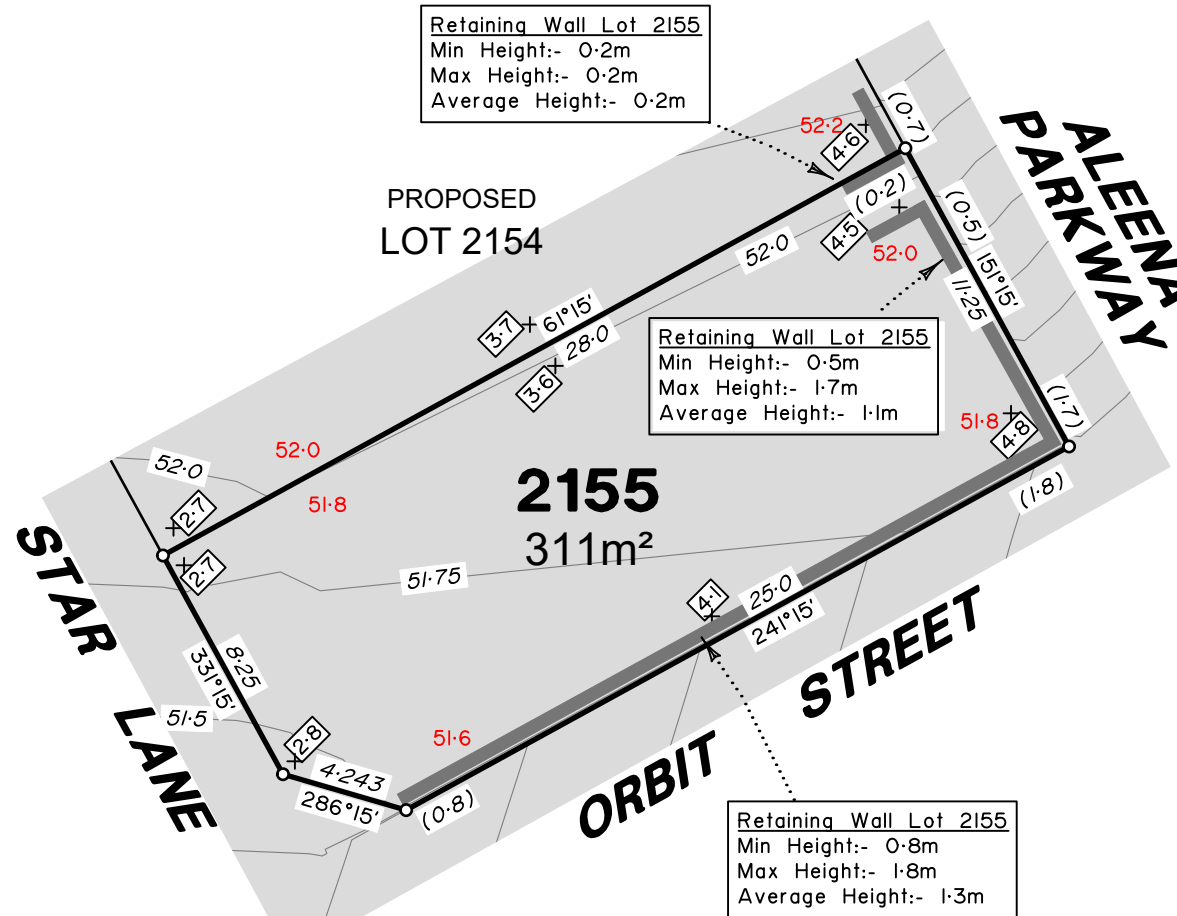 Retaining Wall Lot 2155
Min Height:- 0·2m
Max Height:- 0·2m
Average Height:- 0·2m
52·2
4·6
(0·7)
ALEENA
PARKWAY
PROPOSED
LOT 2154
(0·2)
(0·5)
4·5
52·0
52·0
151°15'
11·25
3·7
61°15'
28·0
3·6
Retaining Wall Lot 2155
Min Height:- 0·5m
Max Height:- 1·7m
Average Height:- 1·1m
(1·7)
51·8
4·8
52·0
52·0
51·8
2155
311m²
(1·8)
2·7
2·7
STAR
LANE
51·75
4·1
25·0
241°15'
8·25
331°15'
51·5
51·6
2·8
4·243
286°15'
(0·8)
ORBIT STREET
Retaining Wall Lot 2155
Min Height:- 0·8m
Max Height:- 1·8m
Average Height:- 1·3m